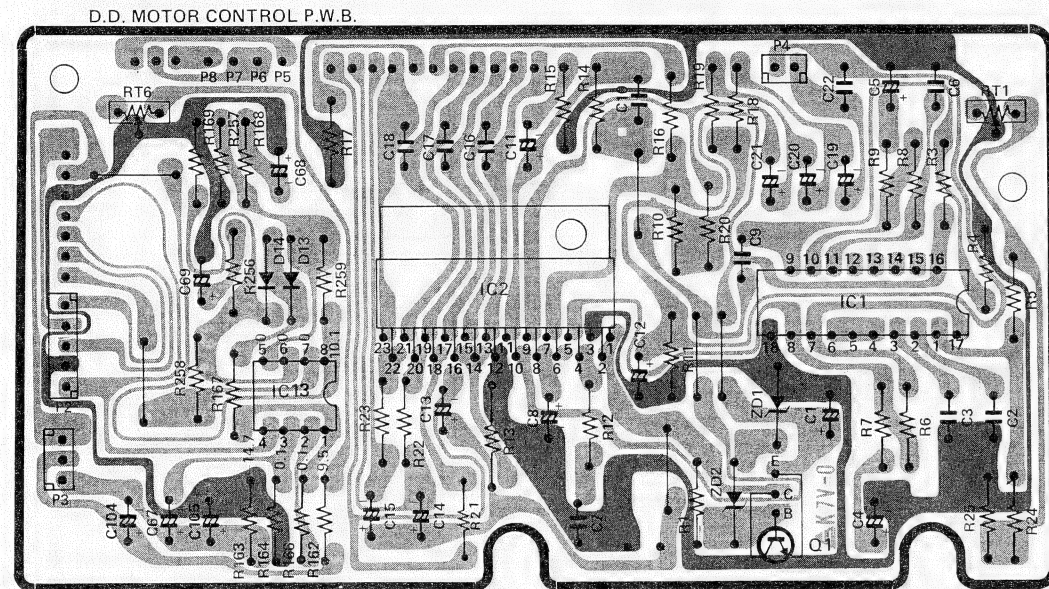 D.D. MOTOR CONTROL P.W.B.
P8 P7 P6 P5
P4
RT6
RT1
R169
R257
R168
C68
R17
C18
C17
C16
C11
R15
R14
R16
R19
R18
C22
C5
C6
C21
C20
C19
R9
R8
R3
R10
R20
C9
R4
R5
C69
R256
D14
D13
R259
IC2
IC1
9 10 11 12 13 14 15 16
18 8 7 6 5 4 3 2 1 17
23 21 19 17 15 13 11 9 7 5 3 1
22 20 18 16 14 12 10 8 6 4 2
C12
R11
R258
R167
IC13
P2
P3
R23
R22
C13
R13
C8
R12
ZD1
C1
R7
R6
C3
C2
C104
C67
C105
R163
R164
R166
R162
C15
C14
R21
C7
R1
ZD2
E
C
B
Q1
K7V-0
C4
R25
R24